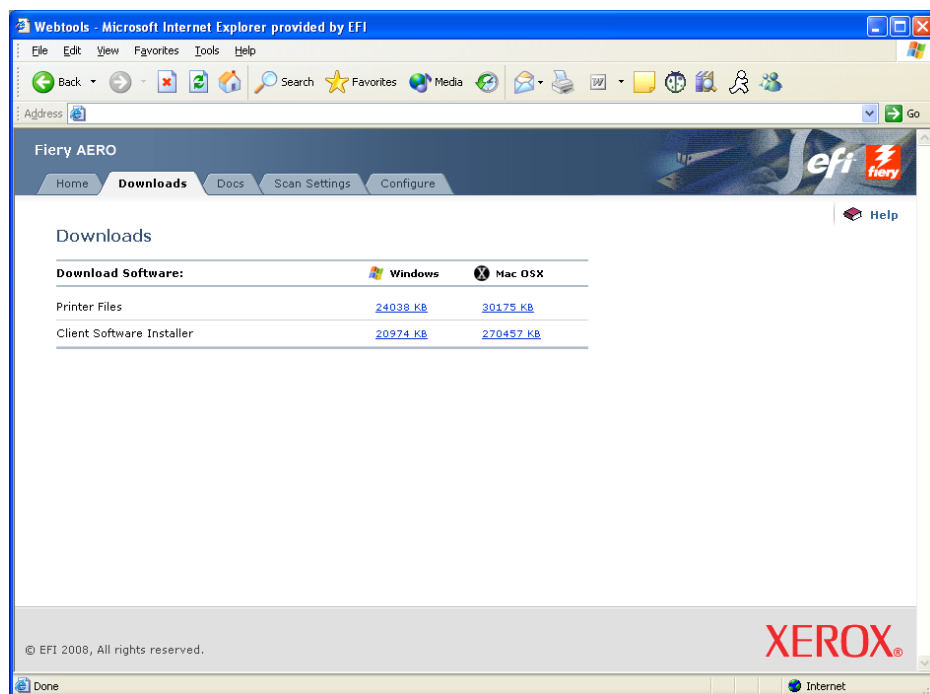 Webtools - Microsoft Internet Explorer provided by EFI
File Edit View Favorites Tools Help
Back Search Favorites Media
Address Go
Fiery AERO
efi fiery
Home Downloads Docs Scan Settings Configure
Help
Downloads
Download Software: Windows X Mac OSX
Printer Files 24038 KB 30175 KB
Client Software Installer 20974 KB 270457 KB
© EFI 2008, All rights reserved.
XEROX®
Done Internet